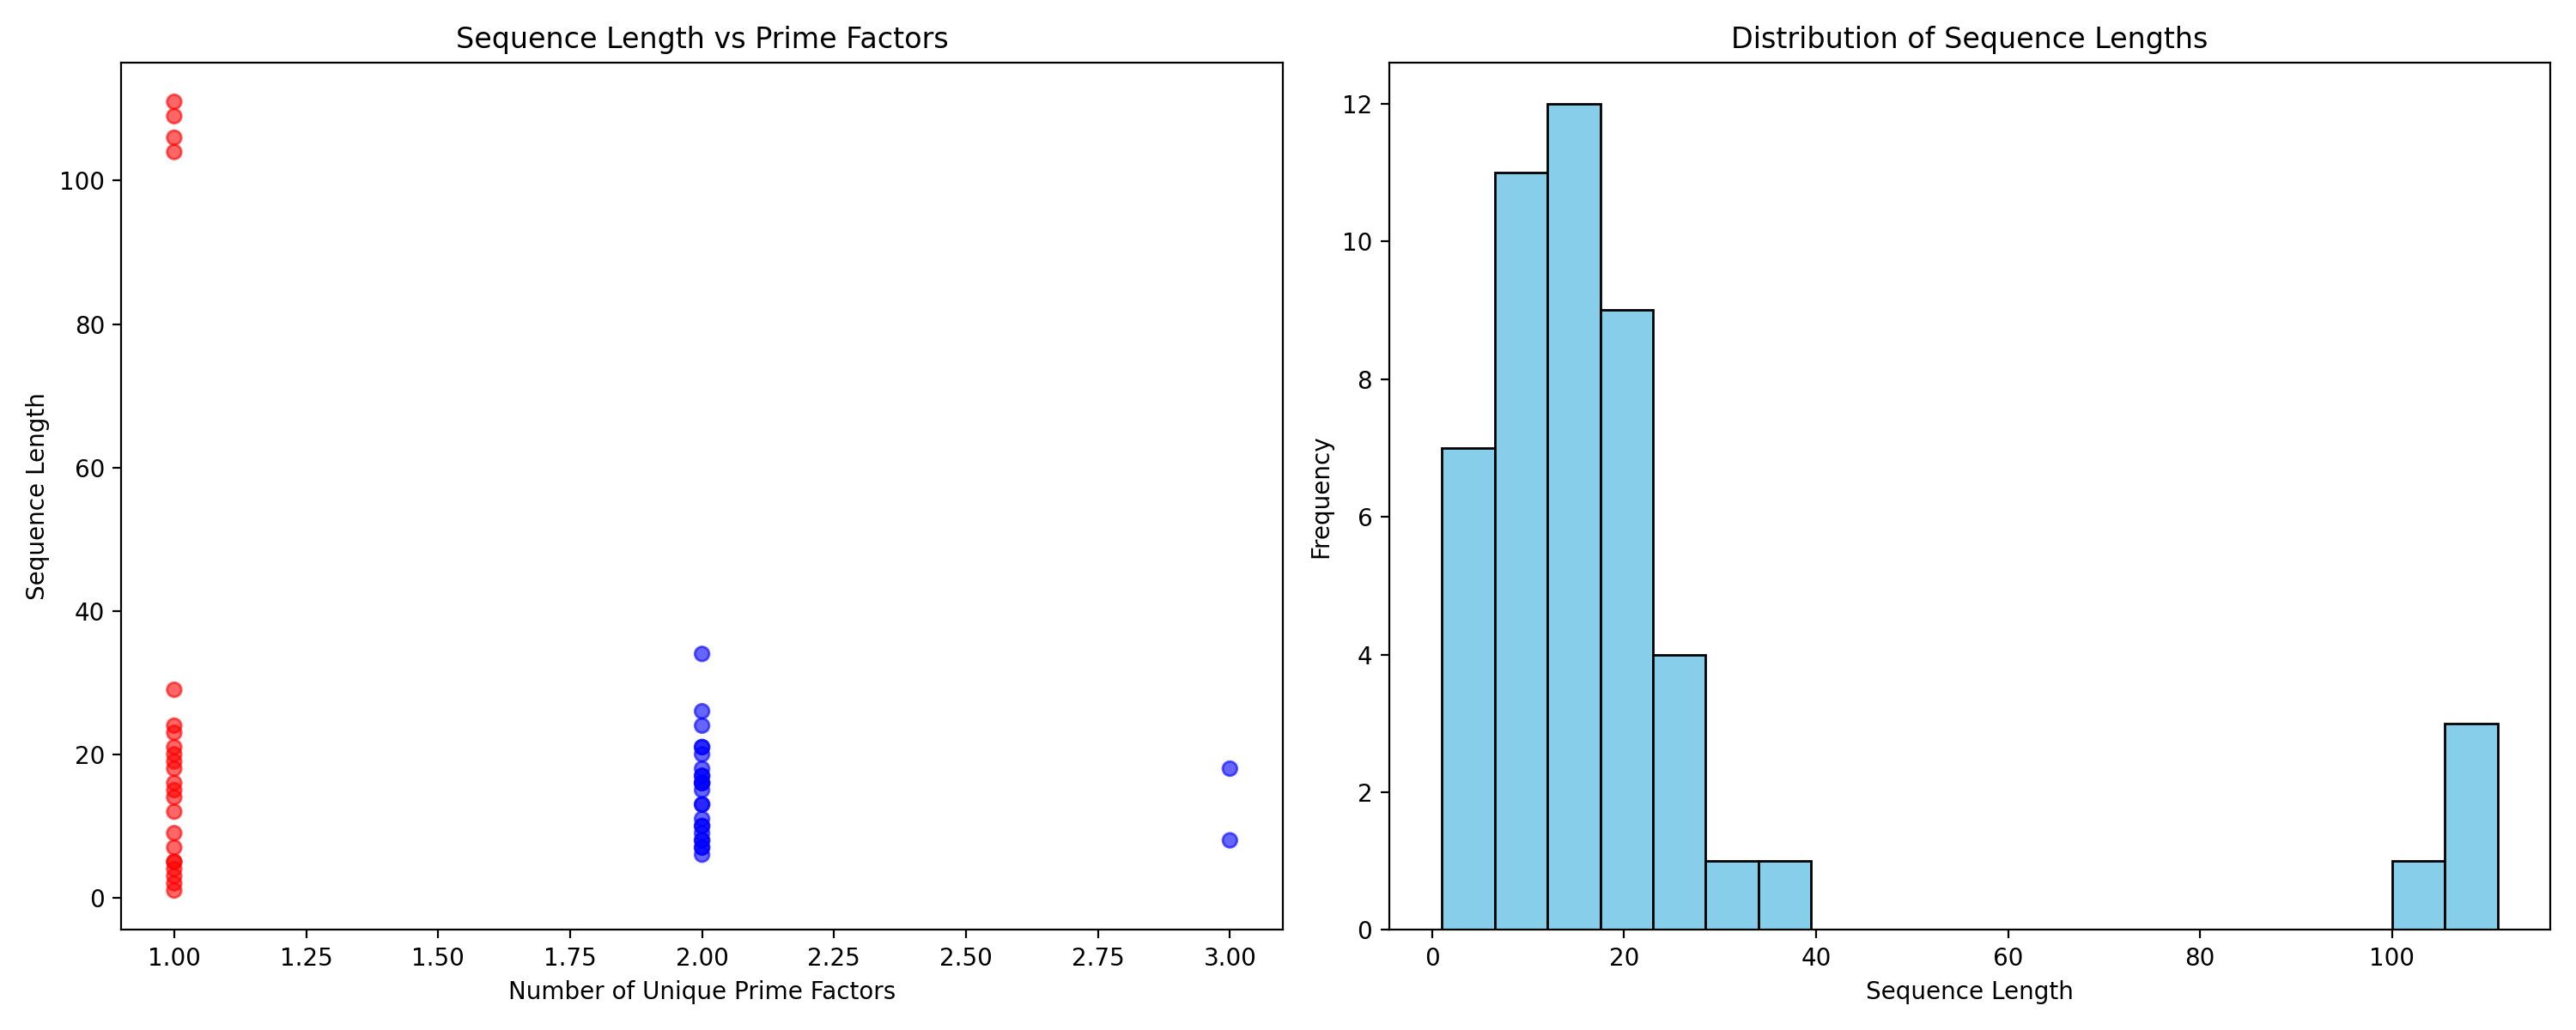 Sequence Length vs Prime Factors
Sequence Length
100
80
60
40
20
0
1.00 1.25 1.50 1.75 2.00 2.25 2.50 2.75 3.00
Number of Unique Prime Factors
Distribution of Sequence Lengths
Frequency
12
10
8
6
4
2
0
0 20 40 60 80 100
Sequence Length